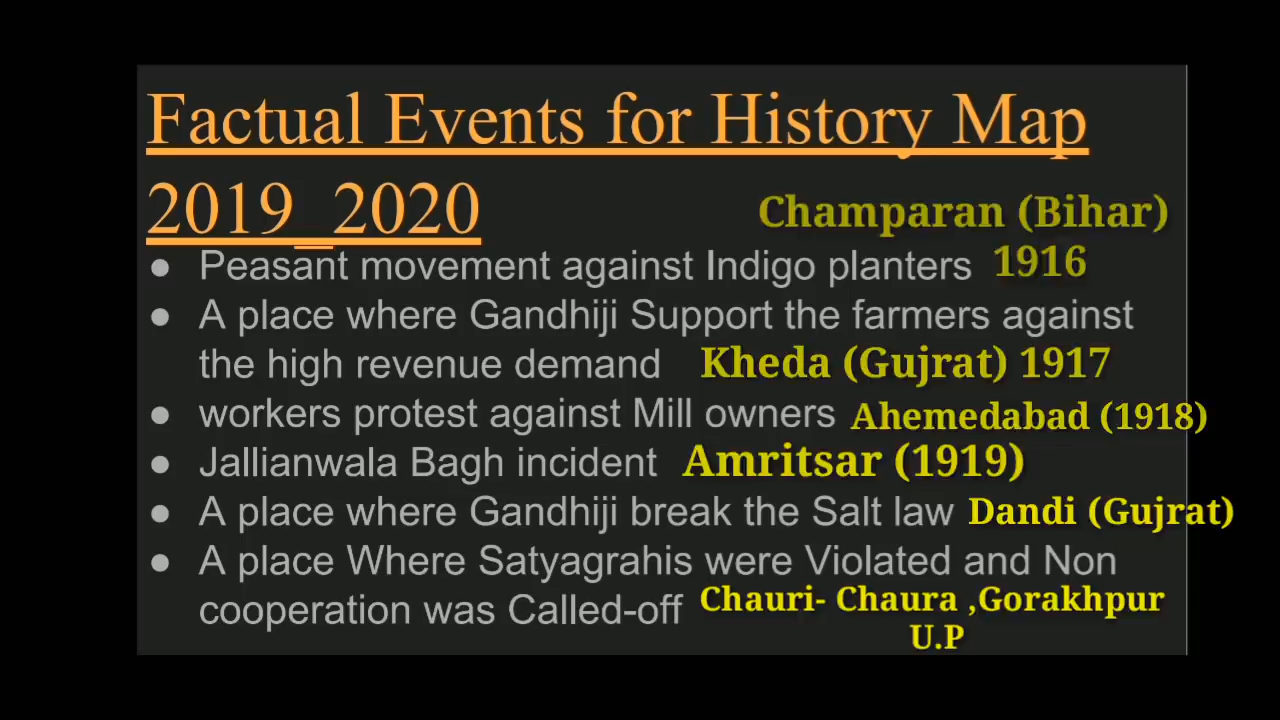 Factual Events for History Map
2019_2020
Champaran (Bihar)
● Peasant movement against Indigo planters 1916
● A place where Gandhiji Support the farmers against
the high revenue demand Kheda (Gujrat) 1917
● workers protest against Mill owners Ahemedabad (1918)
● Jallianwala Bagh incident Amritsar (1919)
● A place where Gandhiji break the Salt law Dandi (Gujrat)
● A place Where Satyagrahis were Violated and Non
cooperation was Called-off Chauri- Chaura ,Gorakhpur
U.P